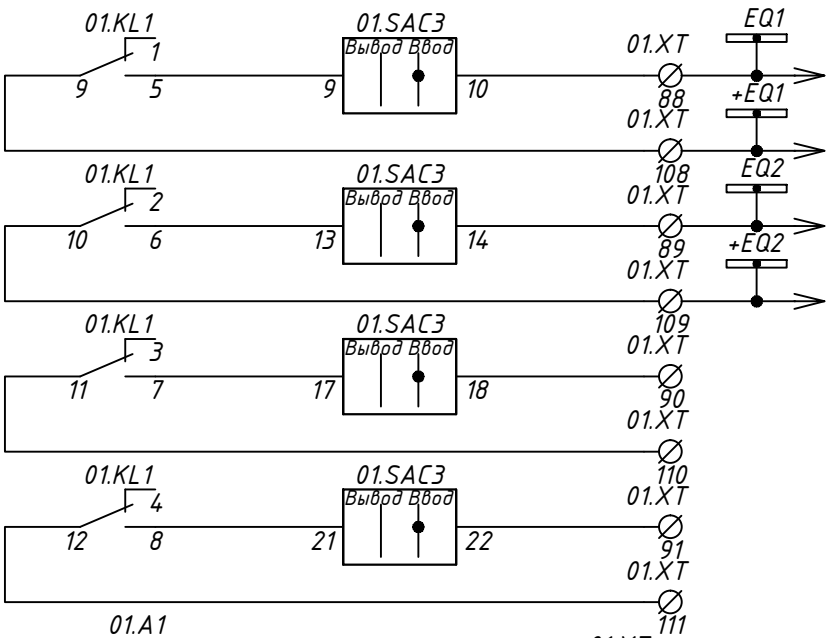 01.KL1 01.SAC3 EQ1
1 Вывод Ввод 01.XT
9 5 9 10 88 +EQ1
01.XT
01.KL1 01.SAC3 108 EQ2
2 Вывод Ввод 01.XT
10 6 13 14 89 +EQ2
01.XT
01.KL1 01.SAC3 109
3 Вывод Ввод 01.XT
11 7 17 18 90
01.XT
01.KL1 01.SAC3 110
4 Вывод Ввод 01.XT
12 8 21 22 91
01.XT
01.A1 111